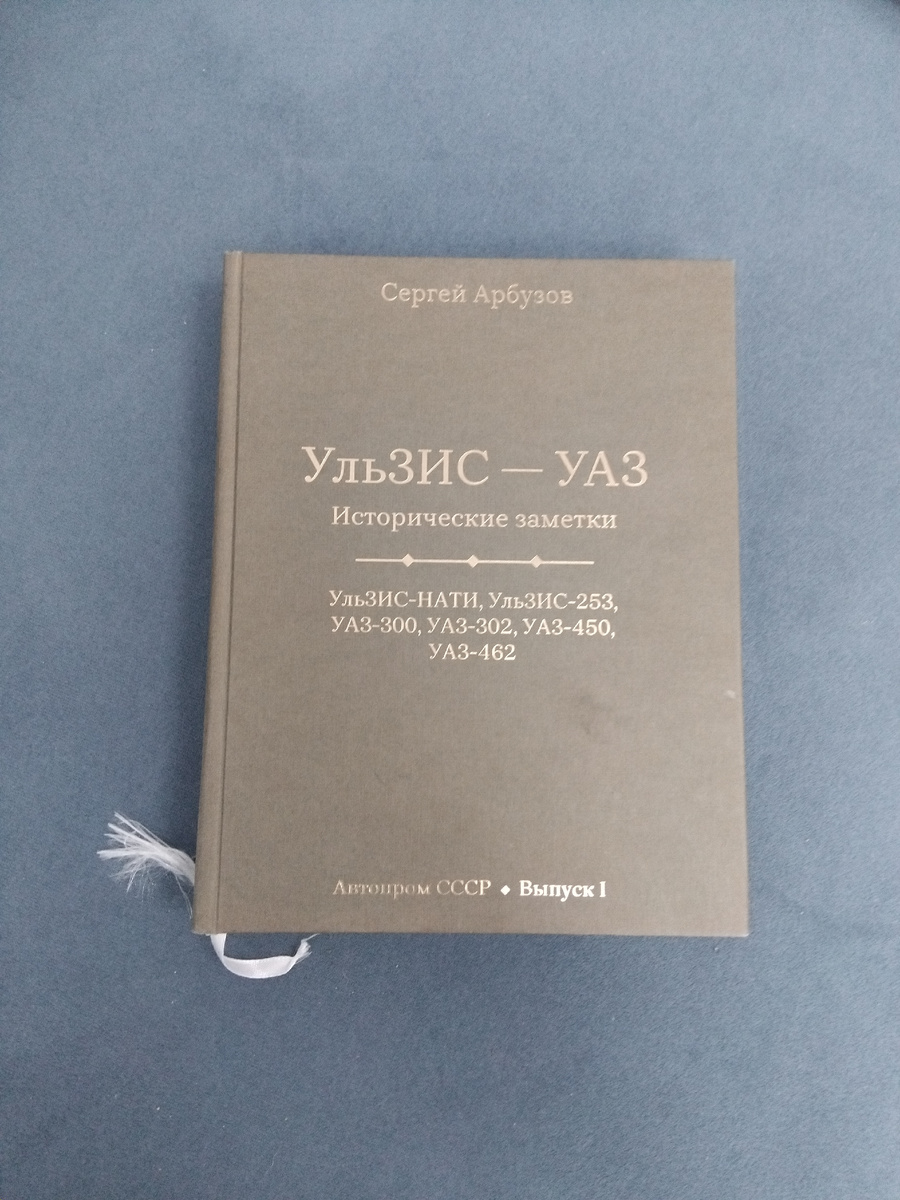 Сергей Арбузов
УльЗИС — УАЗ
Исторические заметки
УльЗИС-НАТИ, УльЗИС-253,
УАЗ-300, УАЗ-302, УАЗ-450,
УАЗ-462
Автопром СССР ◆ Выпуск I